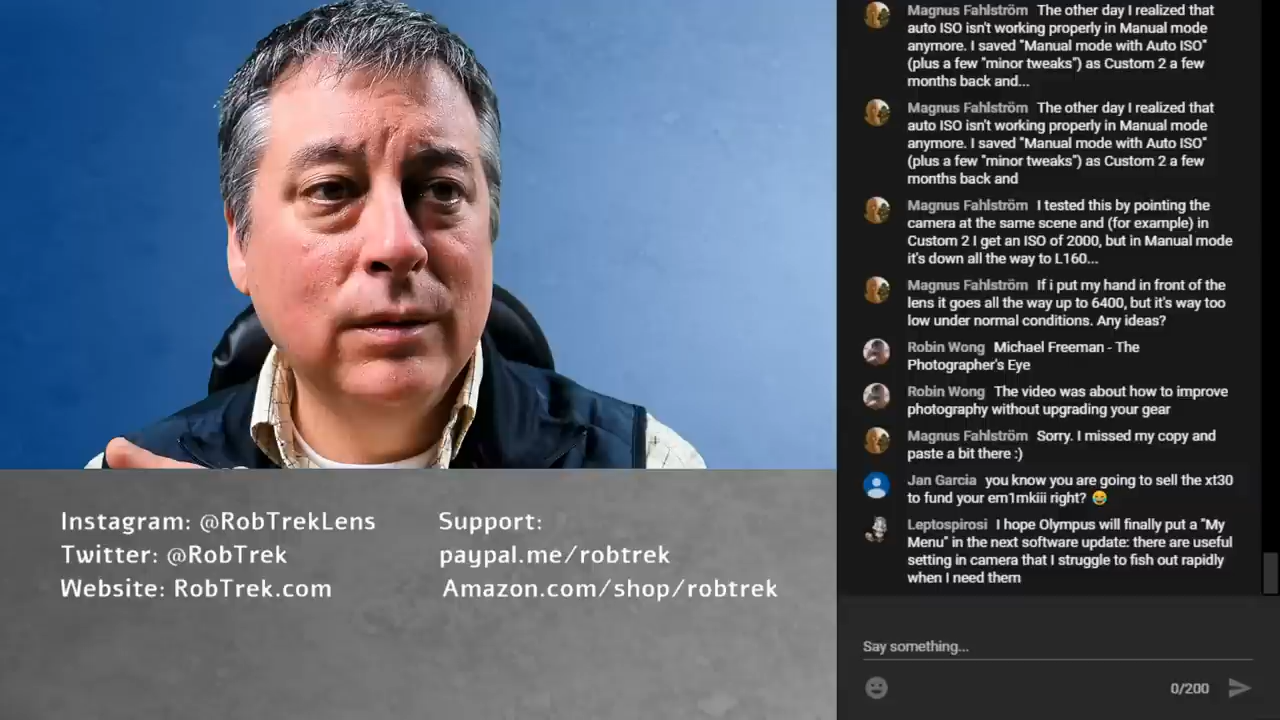 Magnus Fahlström The other day I realized that
auto ISO isn't working properly in Manual mode
anymore. I saved "Manual mode with Auto ISO"
(plus a few "minor tweaks") as Custom 2 a few
months back and...
Magnus Fahlström The other day I realized that
auto ISO isn't working properly in Manual mode
anymore. I saved "Manual mode with Auto ISO"
(plus a few "minor tweaks") as Custom 2 a few
months back and
Magnus Fahlström I tested this by pointing the
camera at the same scene and (for example) in
Custom 2 I get an ISO of 2000, but in Manual mode
it's down all the way to L160...
Magnus Fahlström If i put my hand in front of the
lens it goes all the way up to 6400, but it's way too
low under normal conditions. Any ideas?
Robin Wong Michael Freeman - The
Photographer's Eye
Robin Wong The video was about how to improve
photography without upgrading your gear
Magnus Fahlström Sorry. I missed my copy and
paste a bit there :)
Jan Garcia you know you are going to sell the xt30
to fund your em1mkiii right? 😂
Leptospirosi I hope Olympus will finally put a "My
Menu" in the next software update: there are useful
setting in camera that I struggle to fish out rapidly
when I need them
Say something...
0/200
Instagram: @RobTrekLens
Twitter: @RobTrek
Website: RobTrek.com
Support:
paypal.me/robtrek
Amazon.com/shop/robtrek